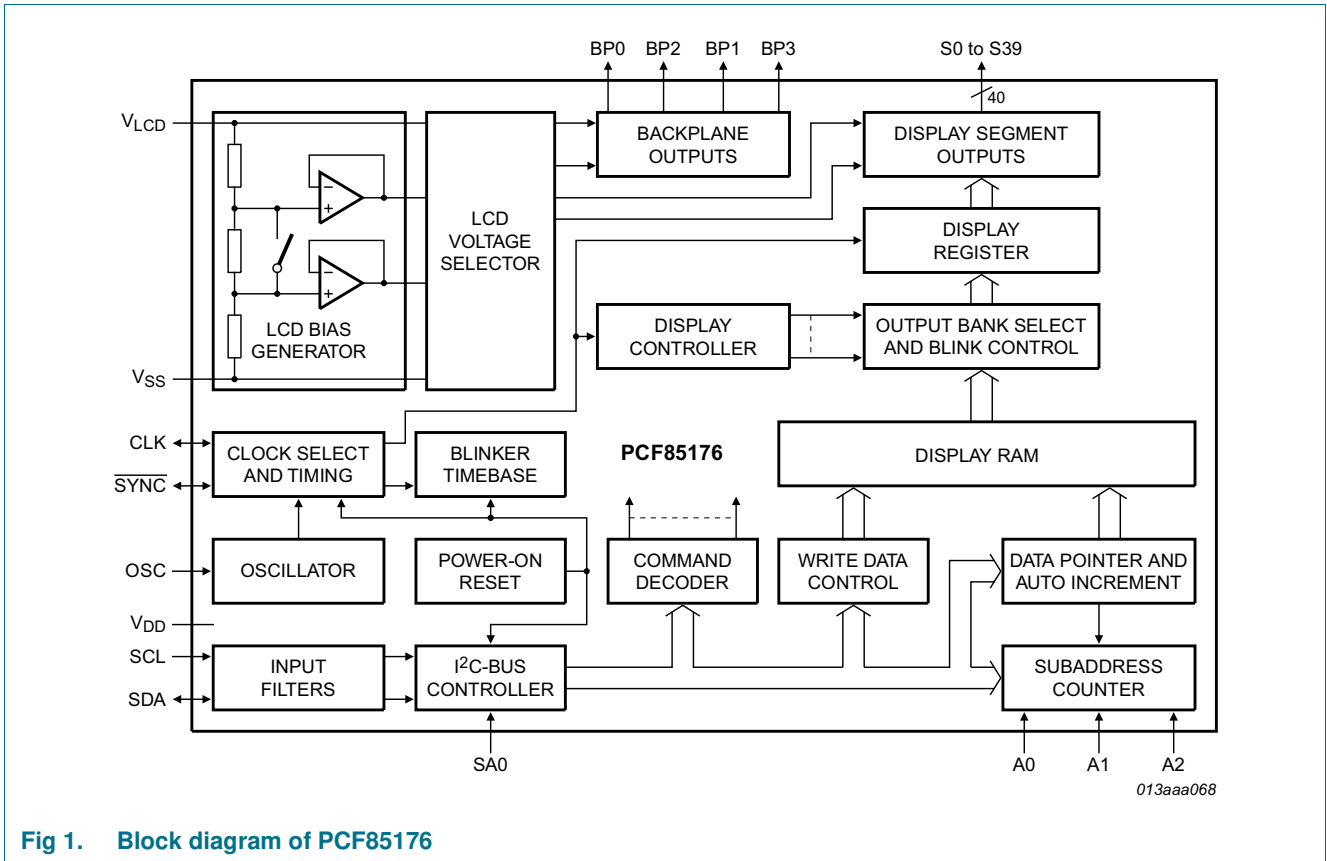 BP0 BP2 BP1 BP3 S0 to S39
40
VLCD
BACKPLANE
OUTPUTS
DISPLAY SEGMENT
OUTPUTS
−
+
LCD
VOLTAGE
SELECTOR
DISPLAY
REGISTER
−
+
LCD BIAS
GENERATOR
DISPLAY
CONTROLLER
OUTPUT BANK SELECT
AND BLINK CONTROL
VSS
CLK
SYNC
CLOCK SELECT
AND TIMING
BLINKER
TIMEBASE
PCF85176
DISPLAY RAM
OSC
OSCILLATOR
POWER-ON
RESET
COMMAND
DECODER
WRITE DATA
CONTROL
DATA POINTER AND
AUTO INCREMENT
VDD
SCL
SDA
INPUT
FILTERS
I2C-BUS
CONTROLLER
SUBADDRESS
COUNTER
SA0 A0 A1 A2
013aaa068
Fig 1. Block diagram of PCF85176